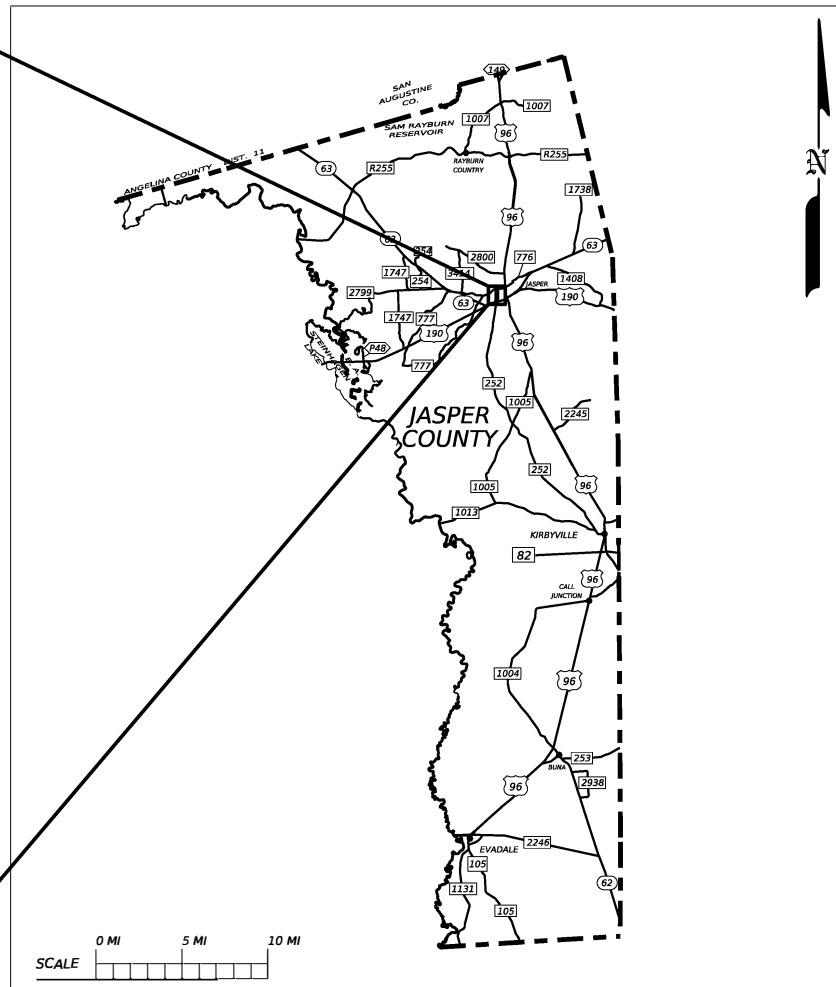 149
SAN
AUGUSTINE
CO.
1007
1007
SAM RAYBURN
RESERVOIR
96
ANGELINA COUNTY DIST. 11
63
R255
RAYBURN
COUNTRY
R255
1738
96
63
63
254
2800
776
1747
254
3414
1408
2799
63
JASPER
190
1747
777
190
96
STEINHAGEN
LAKE
P48
777
252
1005
2245
JASPER
COUNTY
252
1005
96
1013
KIRBYVILLE
82
96
CALL
JUNCTION
1004
96
253
BUNA
96
2938
2246
EVADALE
105
1131
62
105
0 MI
5 MI
10 MI
SCALE
N